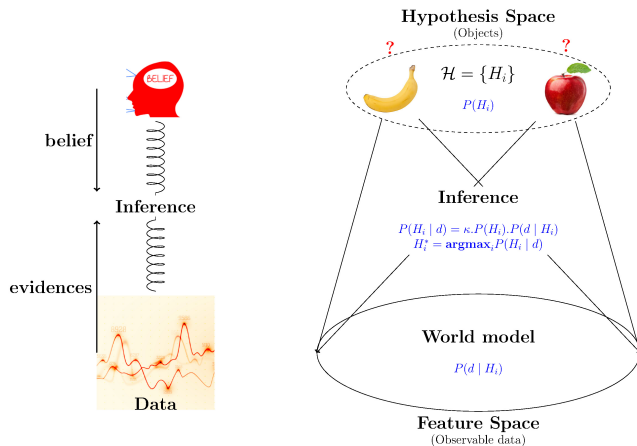 BELIEF
belief
Inference
evidences
Data
Hypothesis Space
(Objects)
? ?
ℋ = {H_i}
P(H_i)
Inference
P(H_i | d) = κ.P(H_i).P(d | H_i)
H_i^* = argmax_i P(H_i | d)
World model
P(d | H_i)
Feature Space
(Observable data)